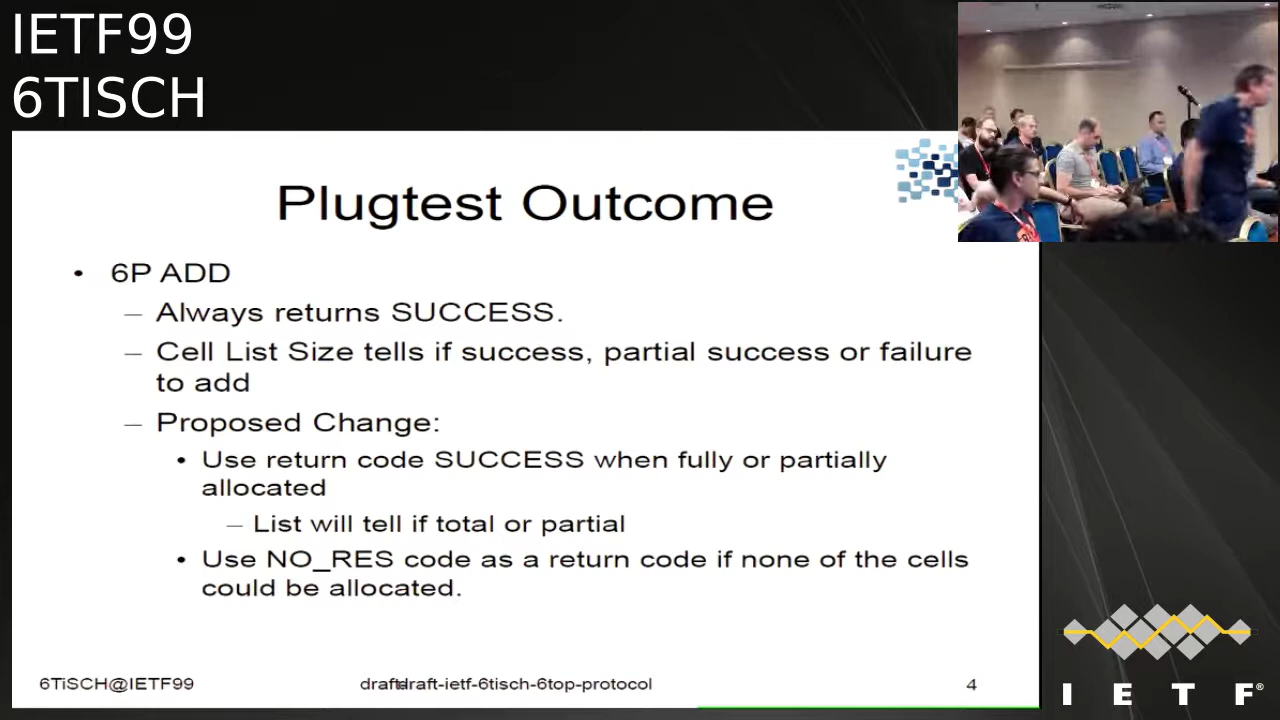 IETF99
6TISCH
Plugtest Outcome
• 6P ADD
– Always returns SUCCESS.
– Cell List Size tells if success, partial success or failure
to add
– Proposed Change:
• Use return code SUCCESS when fully or partially
allocated
– List will tell if total or partial
• Use NO_RES code as a return code if none of the cells
could be allocated.
6TiSCH@IETF99
draft-ietf-6tisch-6top-protocol
4
I E T F®